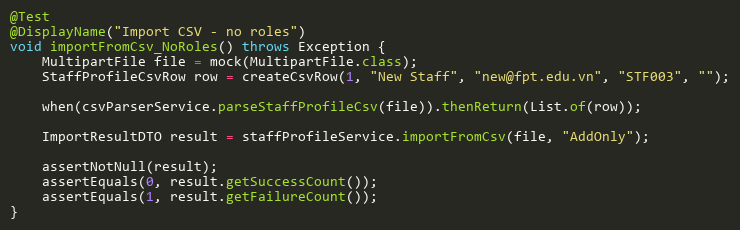 @Test
@DisplayName("Import CSV - no roles")
void importFromCsv_NoRoles() throws Exception {
    MultipartFile file = mock(MultipartFile.class);
    StaffProfileCsvRow row = createCsvRow(1, "New Staff", "new@fpt.edu.vn", "STF003", "");

    when(csvParserService.parseStaffProfileCsv(file)).thenReturn(List.of(row));

    ImportResultDTO result = staffProfileService.importFromCsv(file, "AddOnly");

    assertNotNull(result);
    assertEquals(0, result.getSuccessCount());
    assertEquals(1, result.getFailureCount());
}